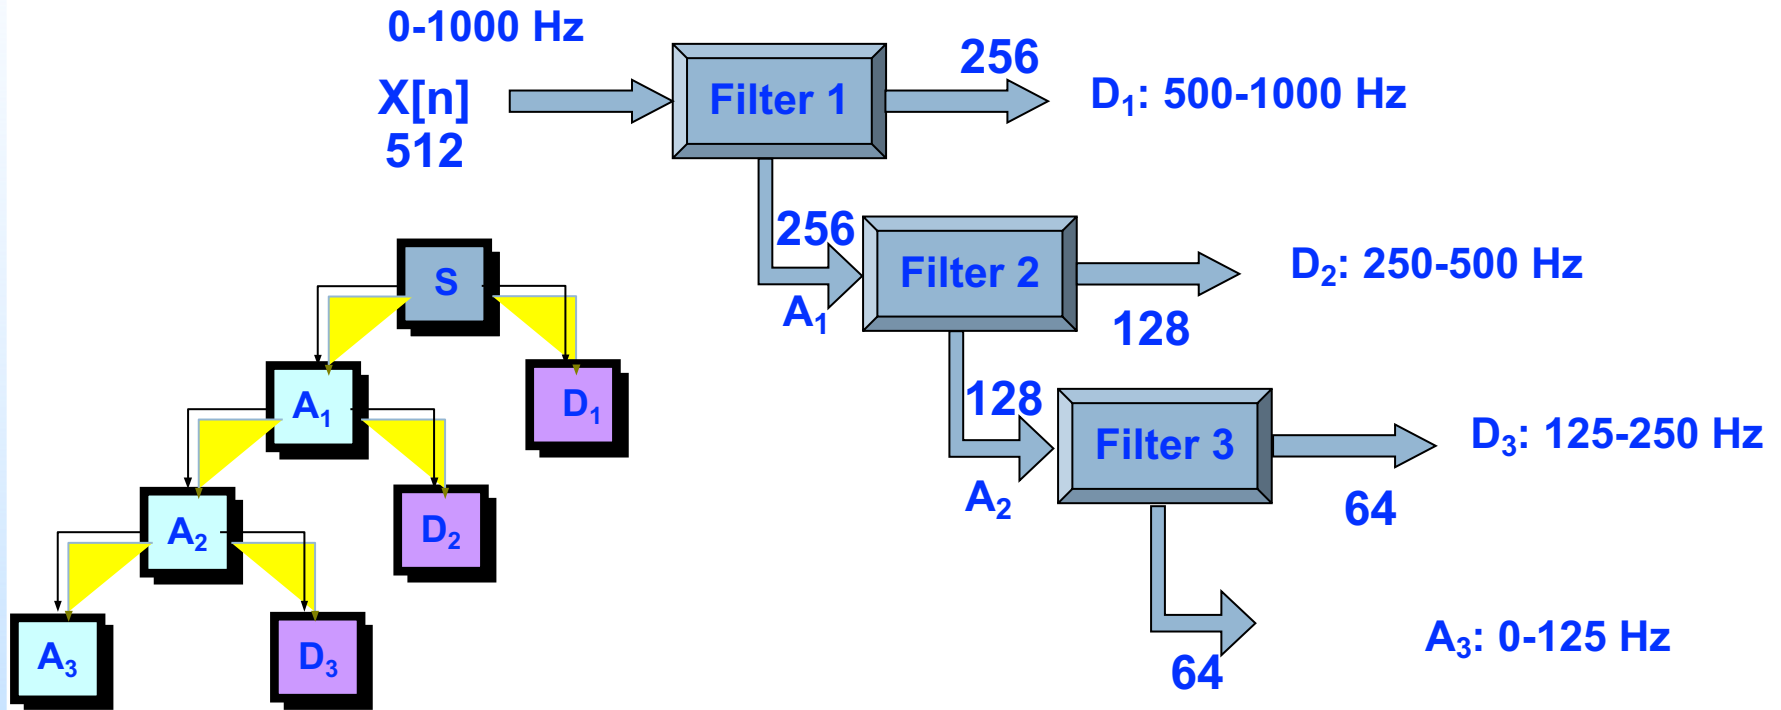 0-1000 Hz
X[n]
512
Filter 1
256
D₁: 500-1000 Hz
256
A₁
Filter 2
D₂: 250-500 Hz
128
128
A₂
Filter 3
D₃: 125-250 Hz
64
64
A₃: 0-125 Hz
S
A₁
D₁
A₂
D₂
A₃
D₃